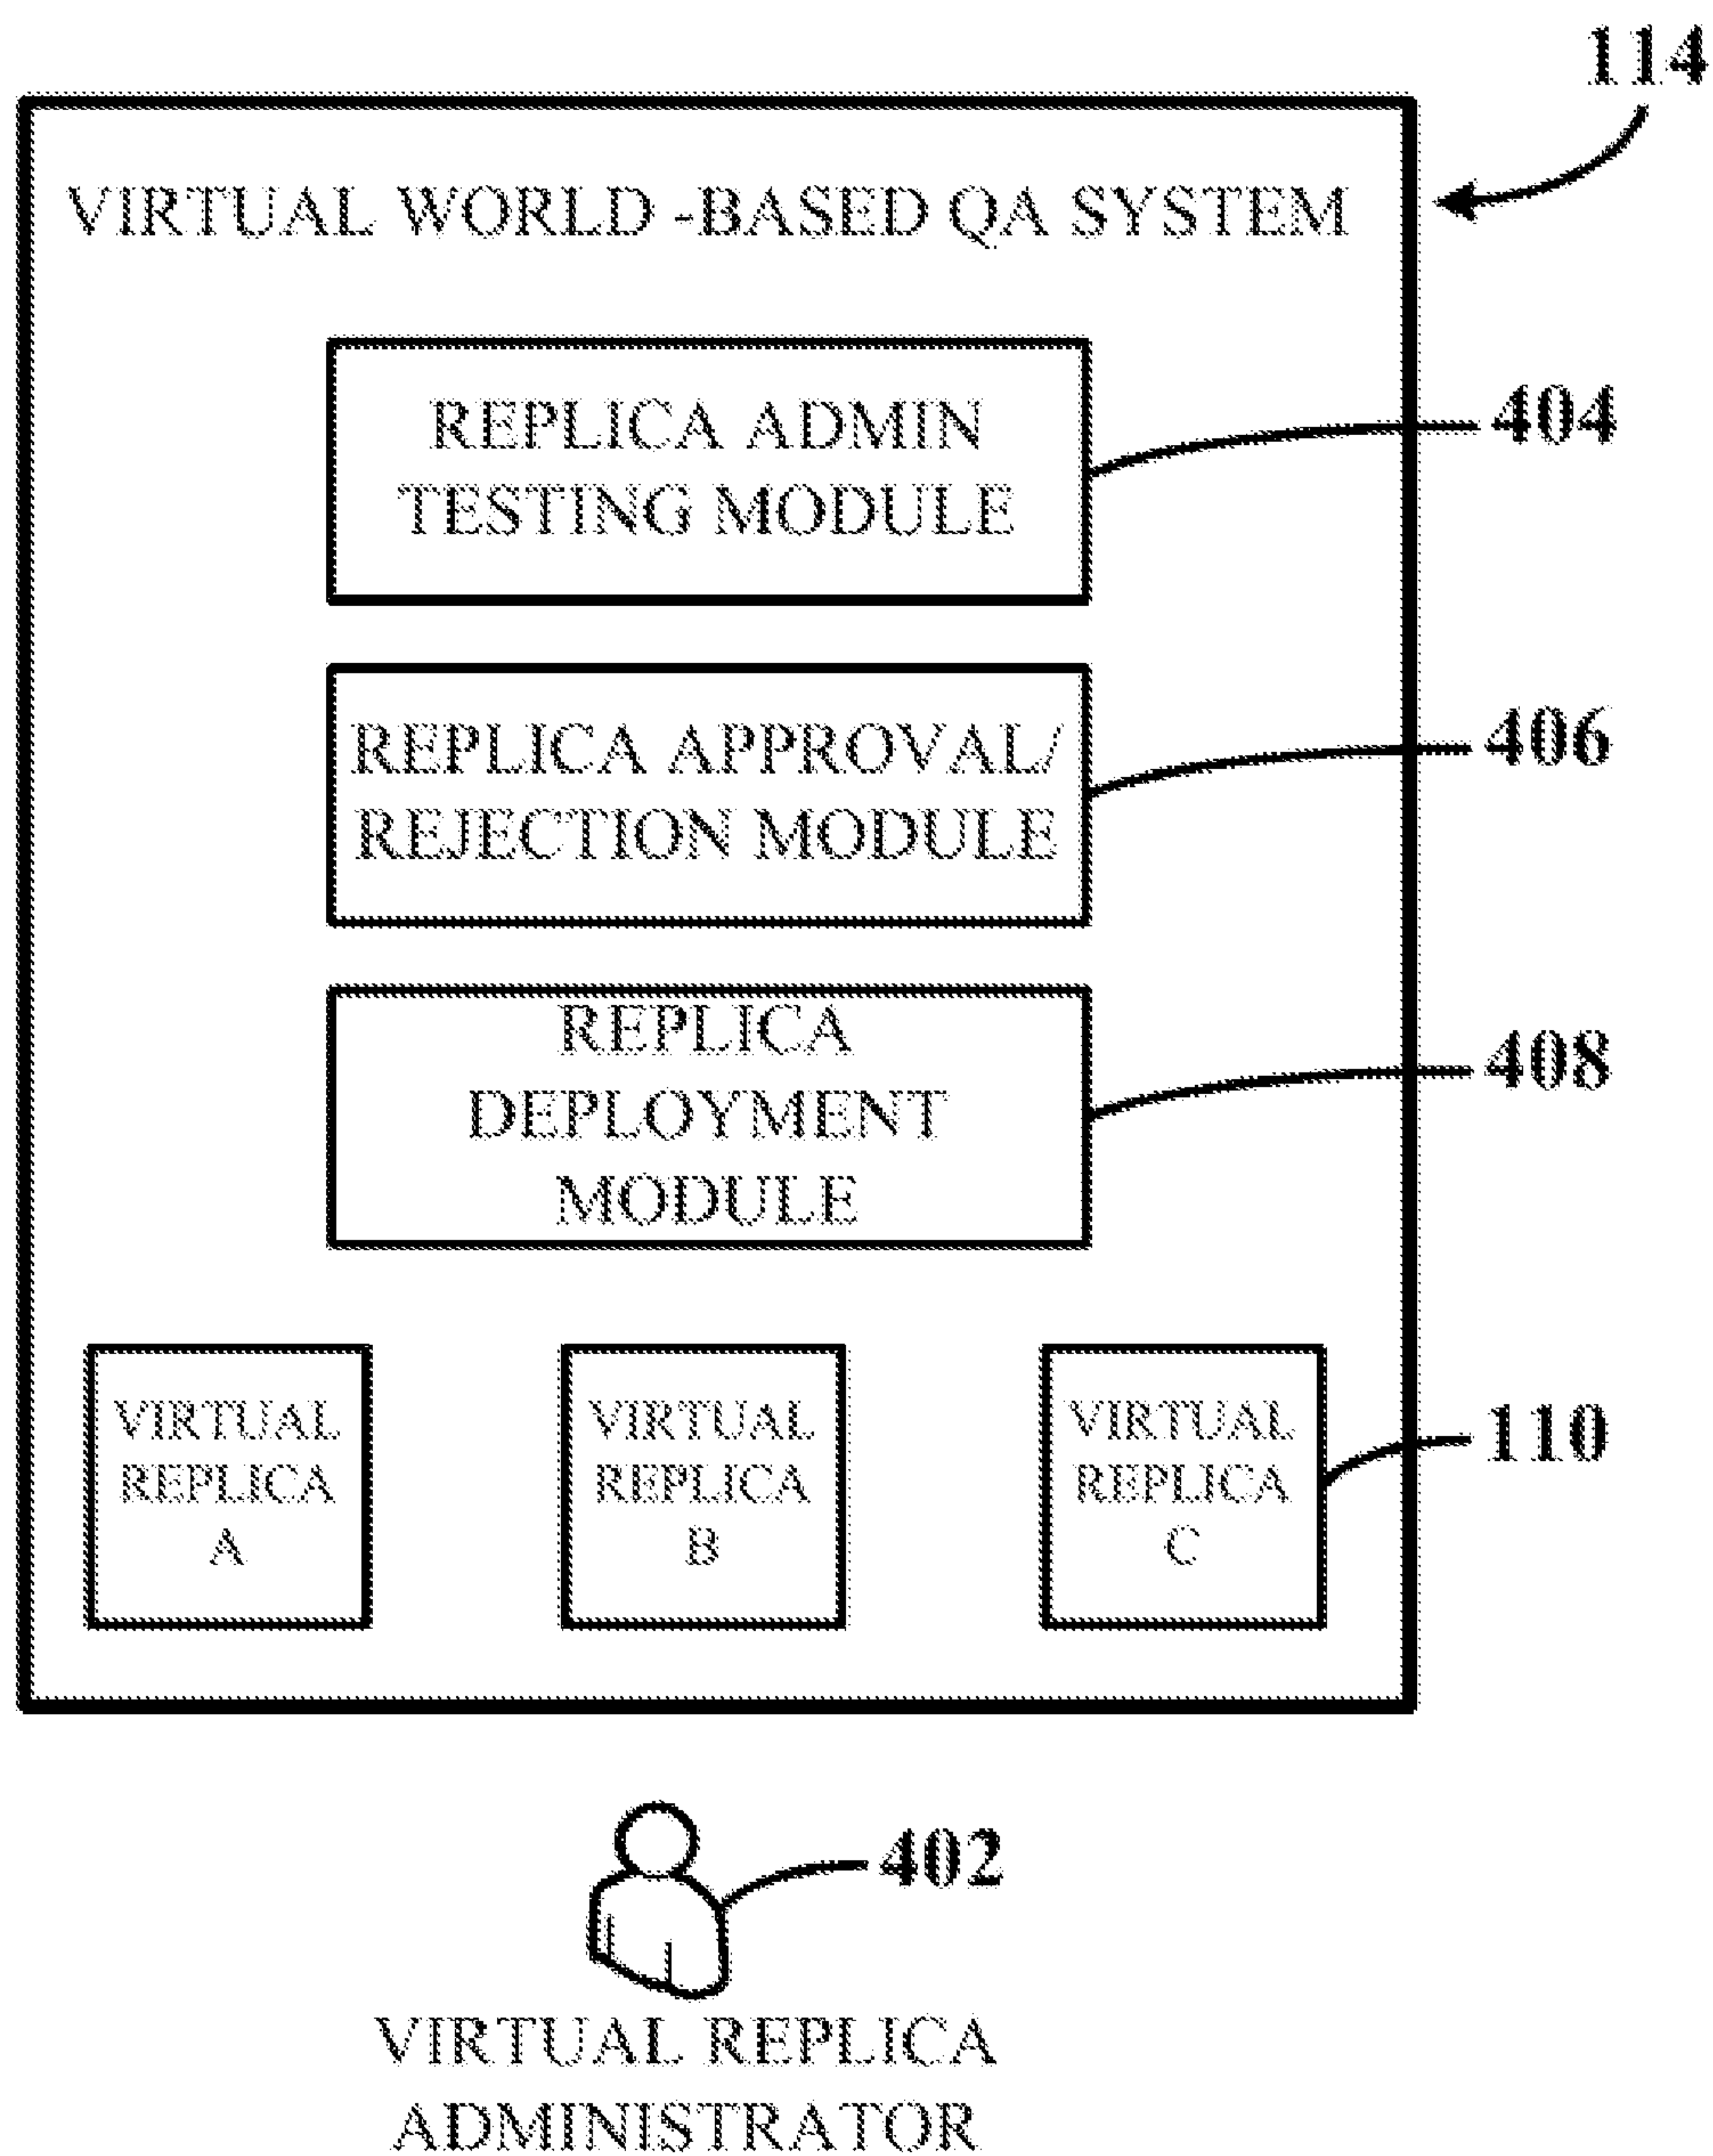 114
VIRTUAL WORLD -BASED QA SYSTEM
REPLICA ADMIN
TESTING MODULE
404
REPLICA APPROVAL/
REJECTION MODULE
406
REPLICA
DEPLOYMENT
MODULE
408
VIRTUAL
REPLICA
A
VIRTUAL
REPLICA
B
VIRTUAL
REPLICA
C
110
402
VIRTUAL REPLICA
ADMINISTRATOR